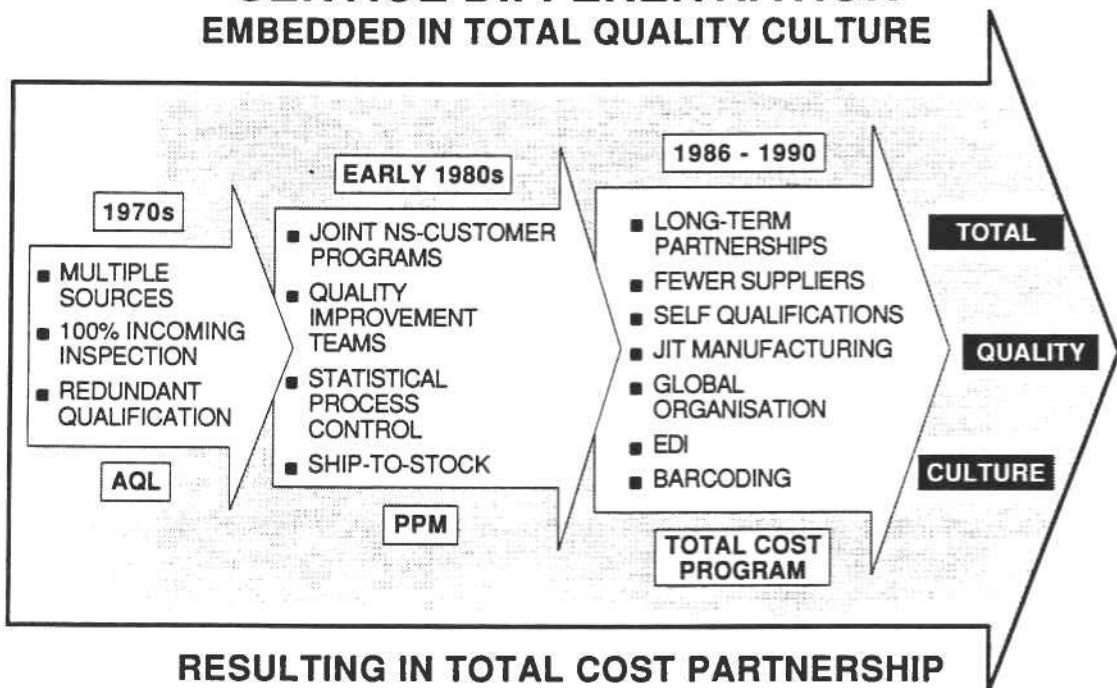 EMBEDDED IN TOTAL QUALITY CULTURE
1970s
■ MULTIPLE
SOURCES
■ 100% INCOMING
INSPECTION
■ REDUNDANT
QUALIFICATION
AQL
EARLY 1980s
■ JOINT NS-CUSTOMER
PROGRAMS
■ QUALITY
IMPROVEMENT
TEAMS
■ STATISTICAL
PROCESS
CONTROL
■ SHIP-TO-STOCK
PPM
1986 - 1990
■ LONG-TERM
PARTNERSHIPS
■ FEWER SUPPLIERS
■ SELF QUALIFICATIONS
■ JIT MANUFACTURING
■ GLOBAL
ORGANISATION
■ EDI
■ BARCODING
TOTAL COST
PROGRAM
TOTAL
QUALITY
CULTURE
RESULTING IN TOTAL COST PARTNERSHIP